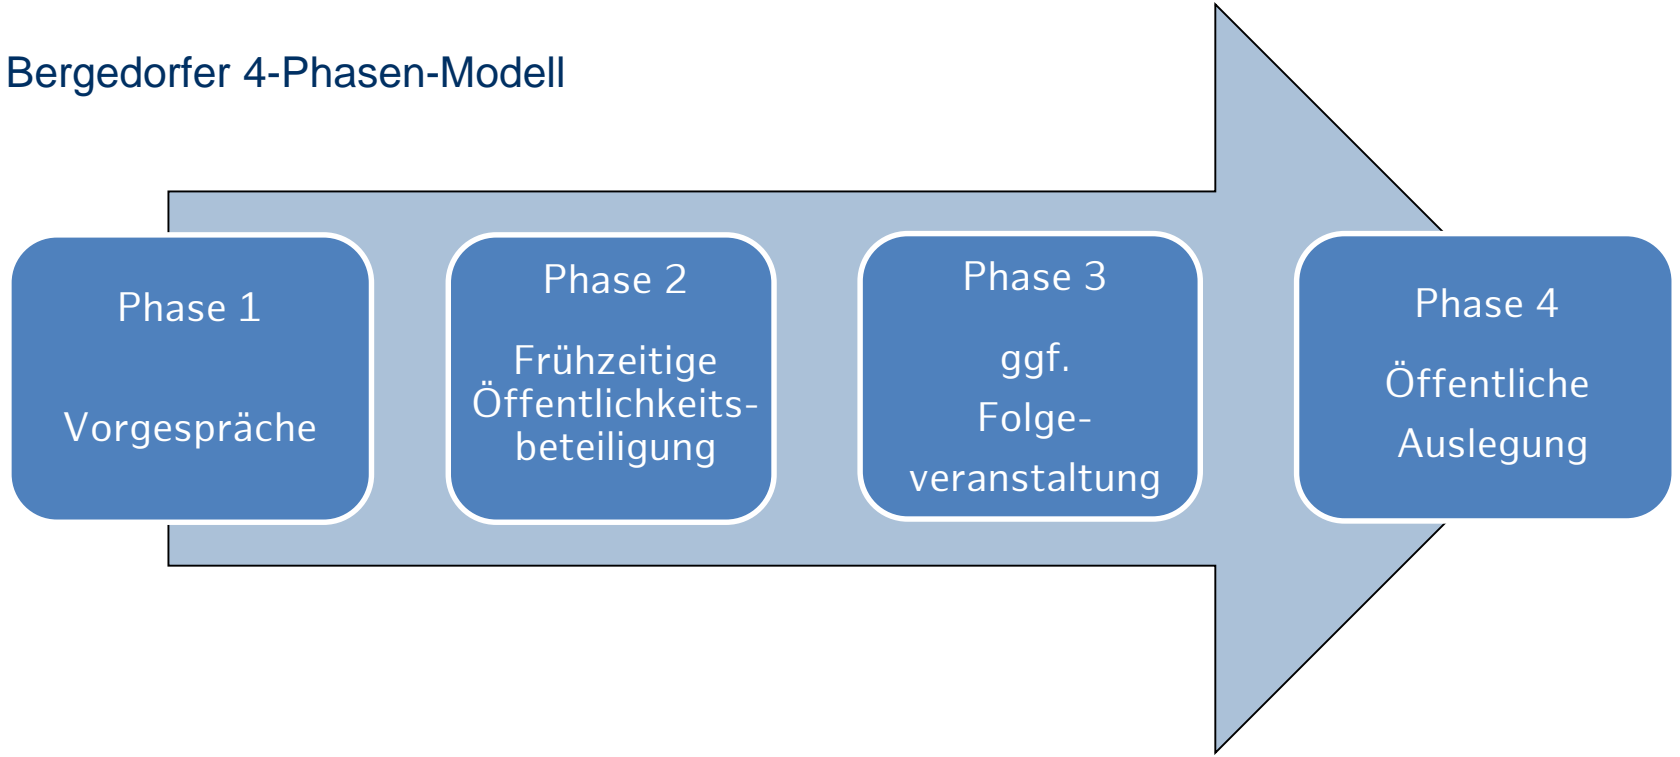 Bergedorfer 4-Phasen-Modell
Phase 1
Vorgespräche
Phase 2
Frühzeitige
Öffentlichkeits-
beteiligung
Phase 3
ggf.
Folge-
veranstaltung
Phase 4
Öffentliche
Auslegung